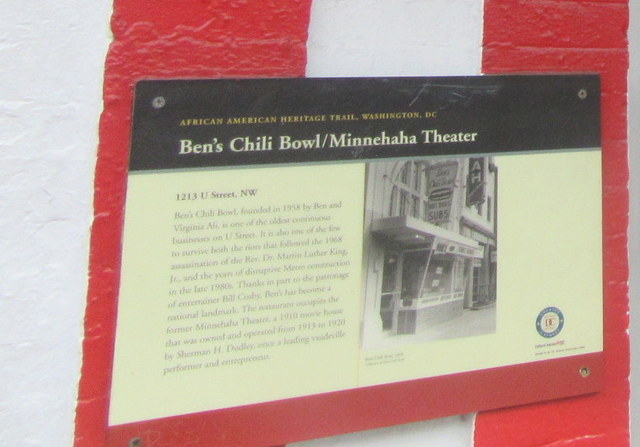 AFRICAN AMERICAN HERITAGE TRAIL, WASHINGTON, DC
Ben's Chili Bowl/Minnehaha Theater
1213 U Street, NW
Ben's Chili Bowl, founded in 1958 by Ben and
Virginia Ali, is one of the oldest continuous
businesses on U Street. It is also one of the few
to survive both the riots that followed the 1968
assassination of the Rev. Dr. Martin Luther King,
Jr., and the years of disruptive Metro construction
in the late 1980s. Thanks in part to the patronage
of entertainer Bill Cosby, Ben's has become a
national landmark. The restaurant occupies the
former Minnehaha Theater, a 1910 movie house
that was owned and operated from 1913 to 1920
by Sherman H. Dudley, once a leading vaudeville
performer and entrepreneur.
SUBS
AH
DC